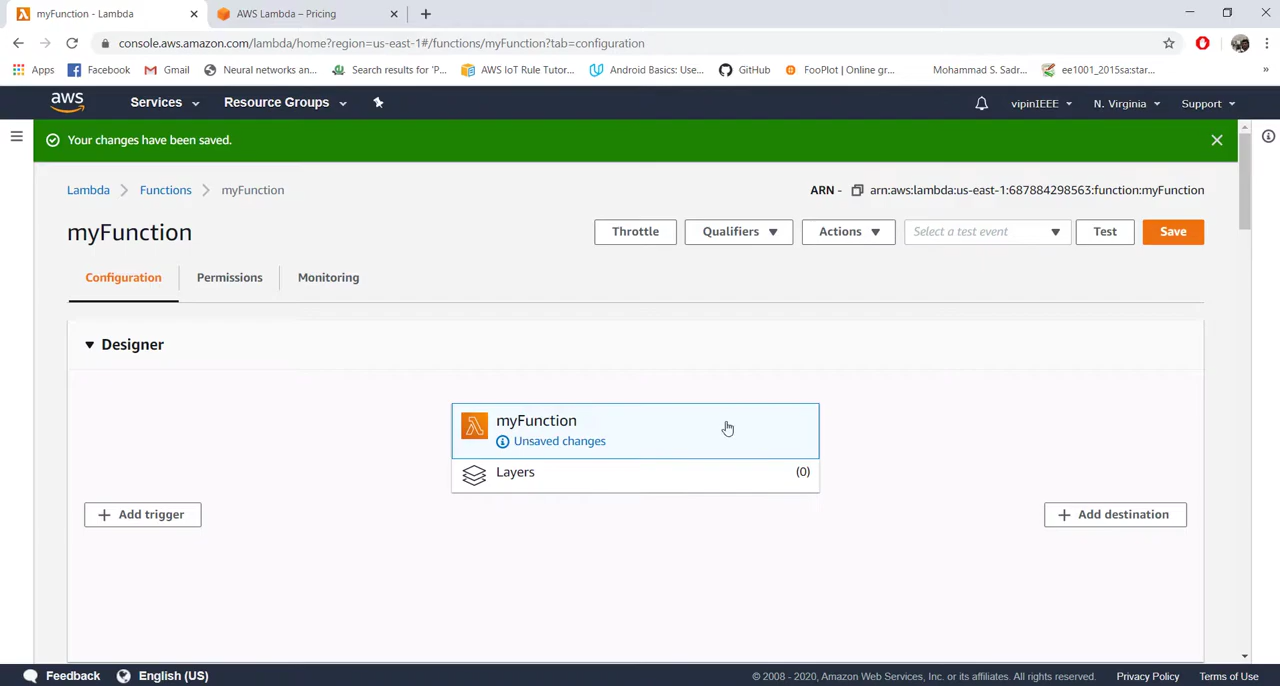 myFunction - Lambda
AWS Lambda – Pricing
console.aws.amazon.com/lambda/home?region=us-east-1#/functions/myFunction?tab=configuration
Apps
Facebook
Gmail
Neural networks an...
Search results for 'P...
AWS IoT Rule Tutor...
Android Basics: Use...
GitHub
FooPlot | Online gr...
Mohammad S. Sadr...
ee1001_2015sa:star...
»
aws
Services
Resource Groups
vipinIEEE
N. Virginia
Support
Your changes have been saved.
Lambda
Functions
myFunction
ARN - arn:aws:lambda:us-east-1:687884298563:function:myFunction
myFunction
Throttle
Qualifiers
Actions
Select a test event
Test
Save
Configuration
Permissions
Monitoring
Designer
myFunction
Unsaved changes
Layers
(0)
+ Add trigger
+ Add destination
Feedback
English (US)
© 2008 - 2020, Amazon Web Services, Inc. or its affiliates. All rights reserved.
Privacy Policy
Terms of Use